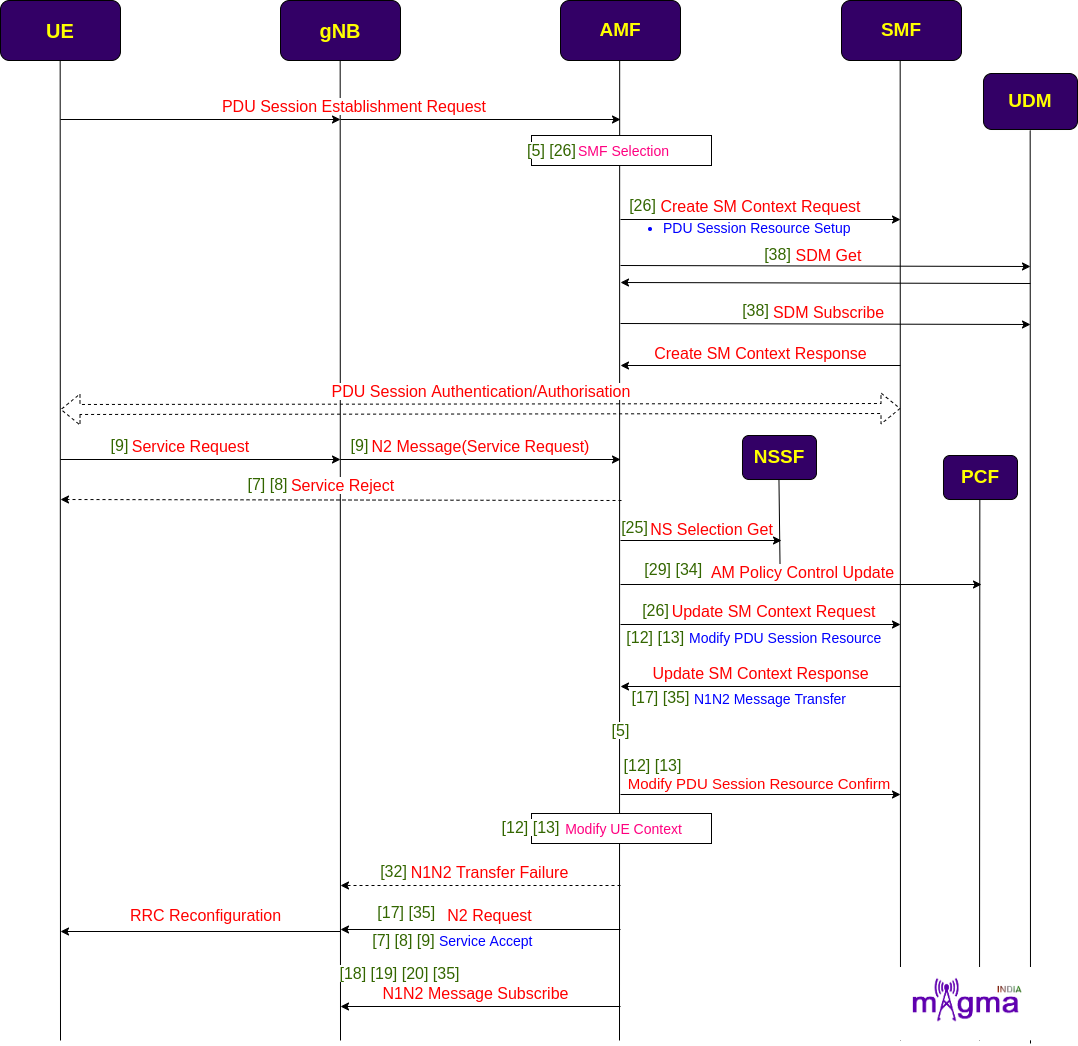 UE
gNB
AMF
SMF
UDM
PDU Session Establishment Request
[5] [26] SMF Selection
[26] Create SM Context Request
• PDU Session Resource Setup
[38] SDM Get
[38] SDM Subscribe
Create SM Context Response
PDU Session Authentication/Authorisation
[9] Service Request
[9] N2 Message(Service Request)
NSSF
PCF
[7] [8] Service Reject
[25] NS Selection Get
[29] [34] AM Policy Control Update
[26] Update SM Context Request
[12] [13] Modify PDU Session Resource
Update SM Context Response
[17] [35] N1N2 Message Transfer
[5]
[12] [13]
Modify PDU Session Resource Confirm
[12] [13] Modify UE Context
[32] N1N2 Transfer Failure
RRC Reconfiguration
[17] [35] N2 Request
[7] [8] [9] Service Accept
[18] [19] [20] [35]
N1N2 Message Subscribe
INDIA
magma